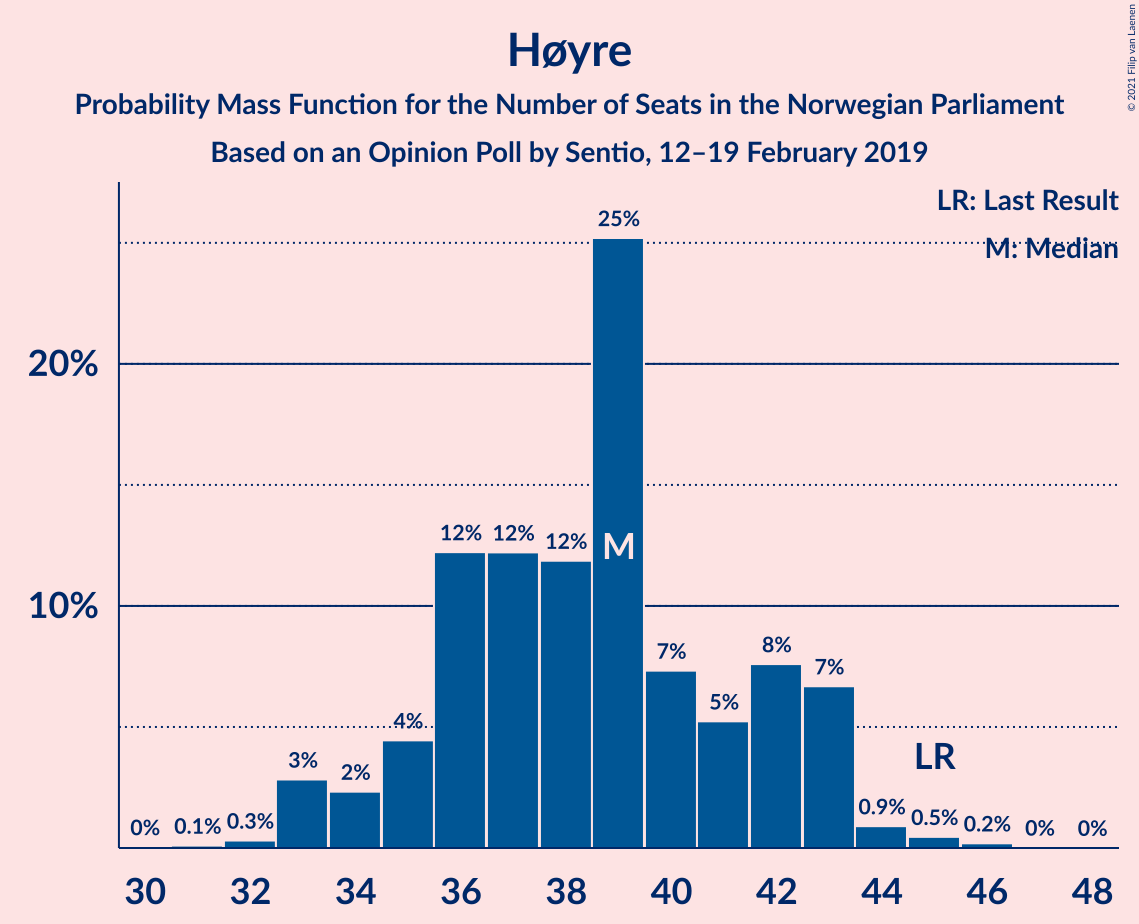 Høyre
Probability Mass Function for the Number of Seats in the Norwegian Parliament
Based on an Opinion Poll by Sentio, 12–19 February 2019
© 2021 Filip van Laenen
LR: Last Result
M: Median
20%
10%
0% 0.1% 0.3% 3% 2% 4% 12% 12% 12% 25% 7% 5% 8% 7% 0.9% 0.5% 0.2% 0% 0%
M
LR
30 32 34 36 38 40 42 44 46 48